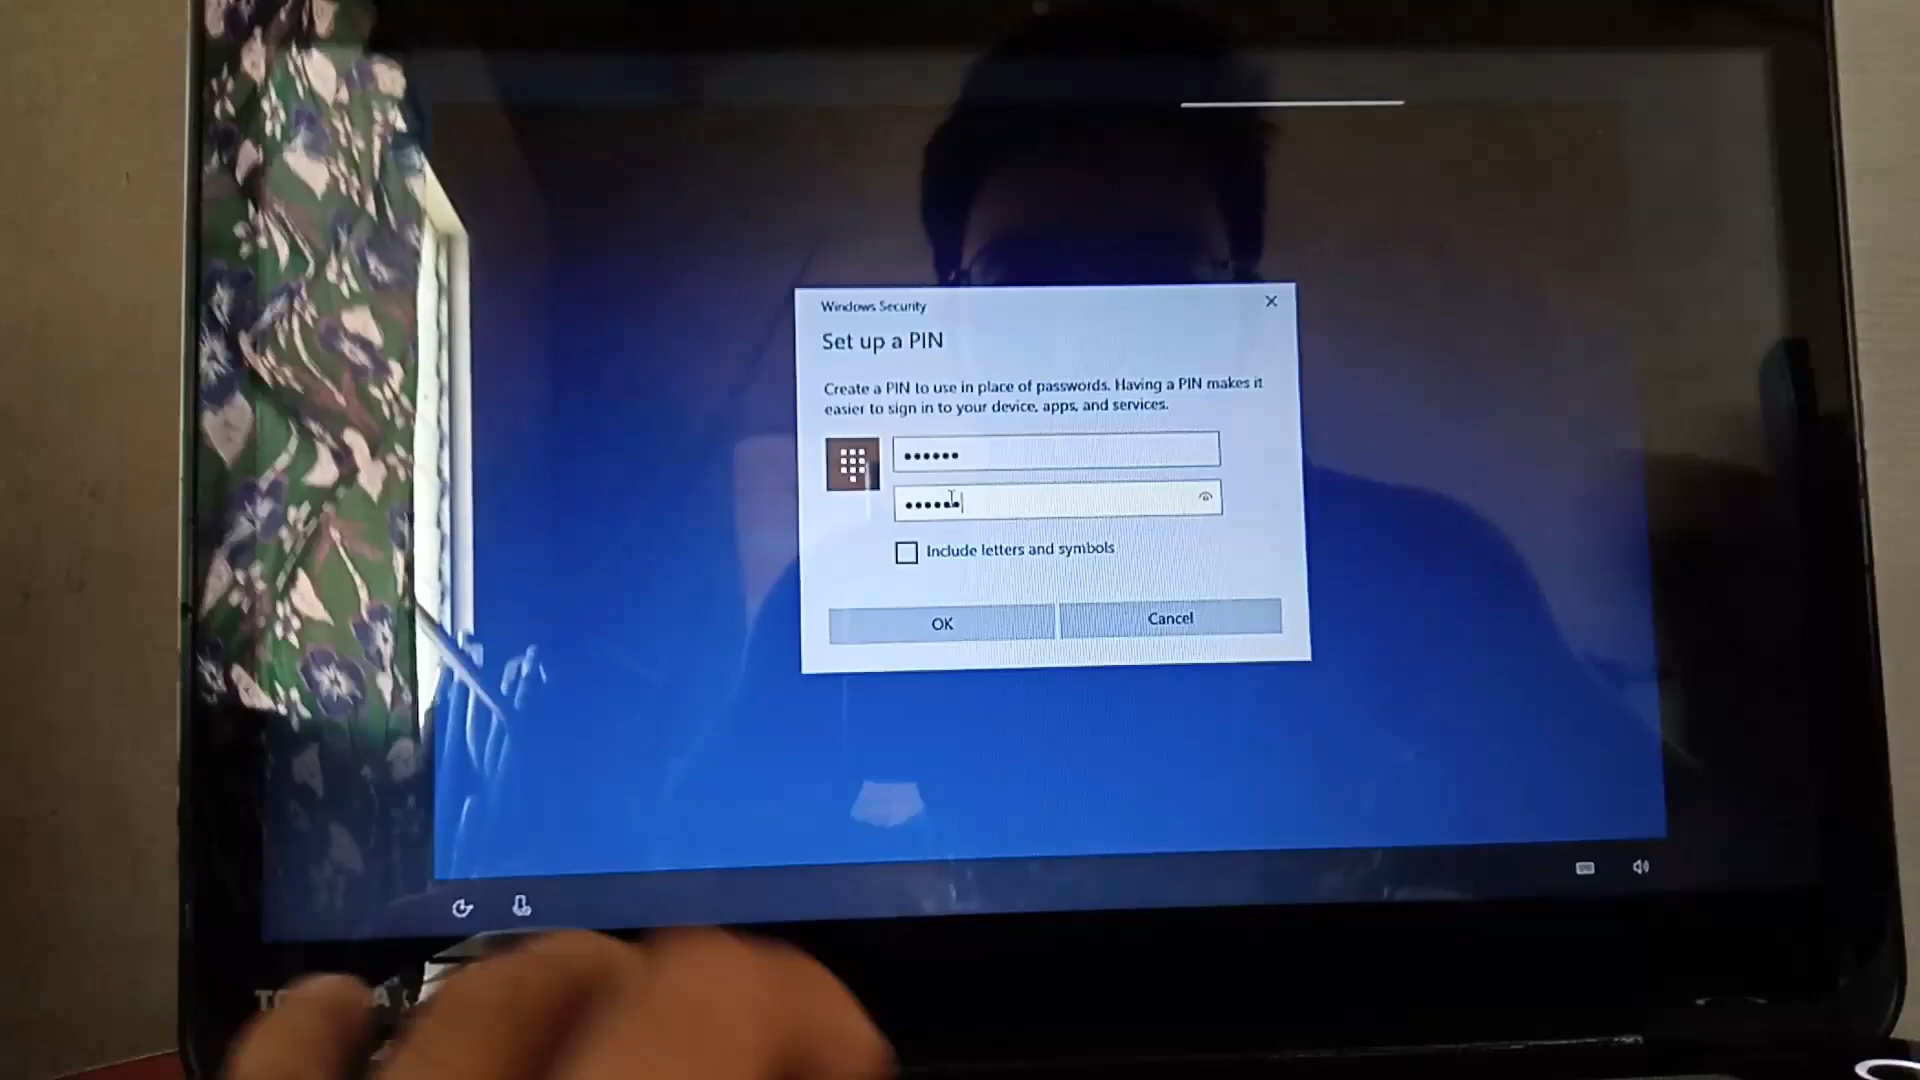 Windows Security
Set up a PIN
Create a PIN to use in place of passwords. Having a PIN makes it
easier to sign in to your device, apps, and services.
••••••
••••••
Include letters and symbols
OK
Cancel